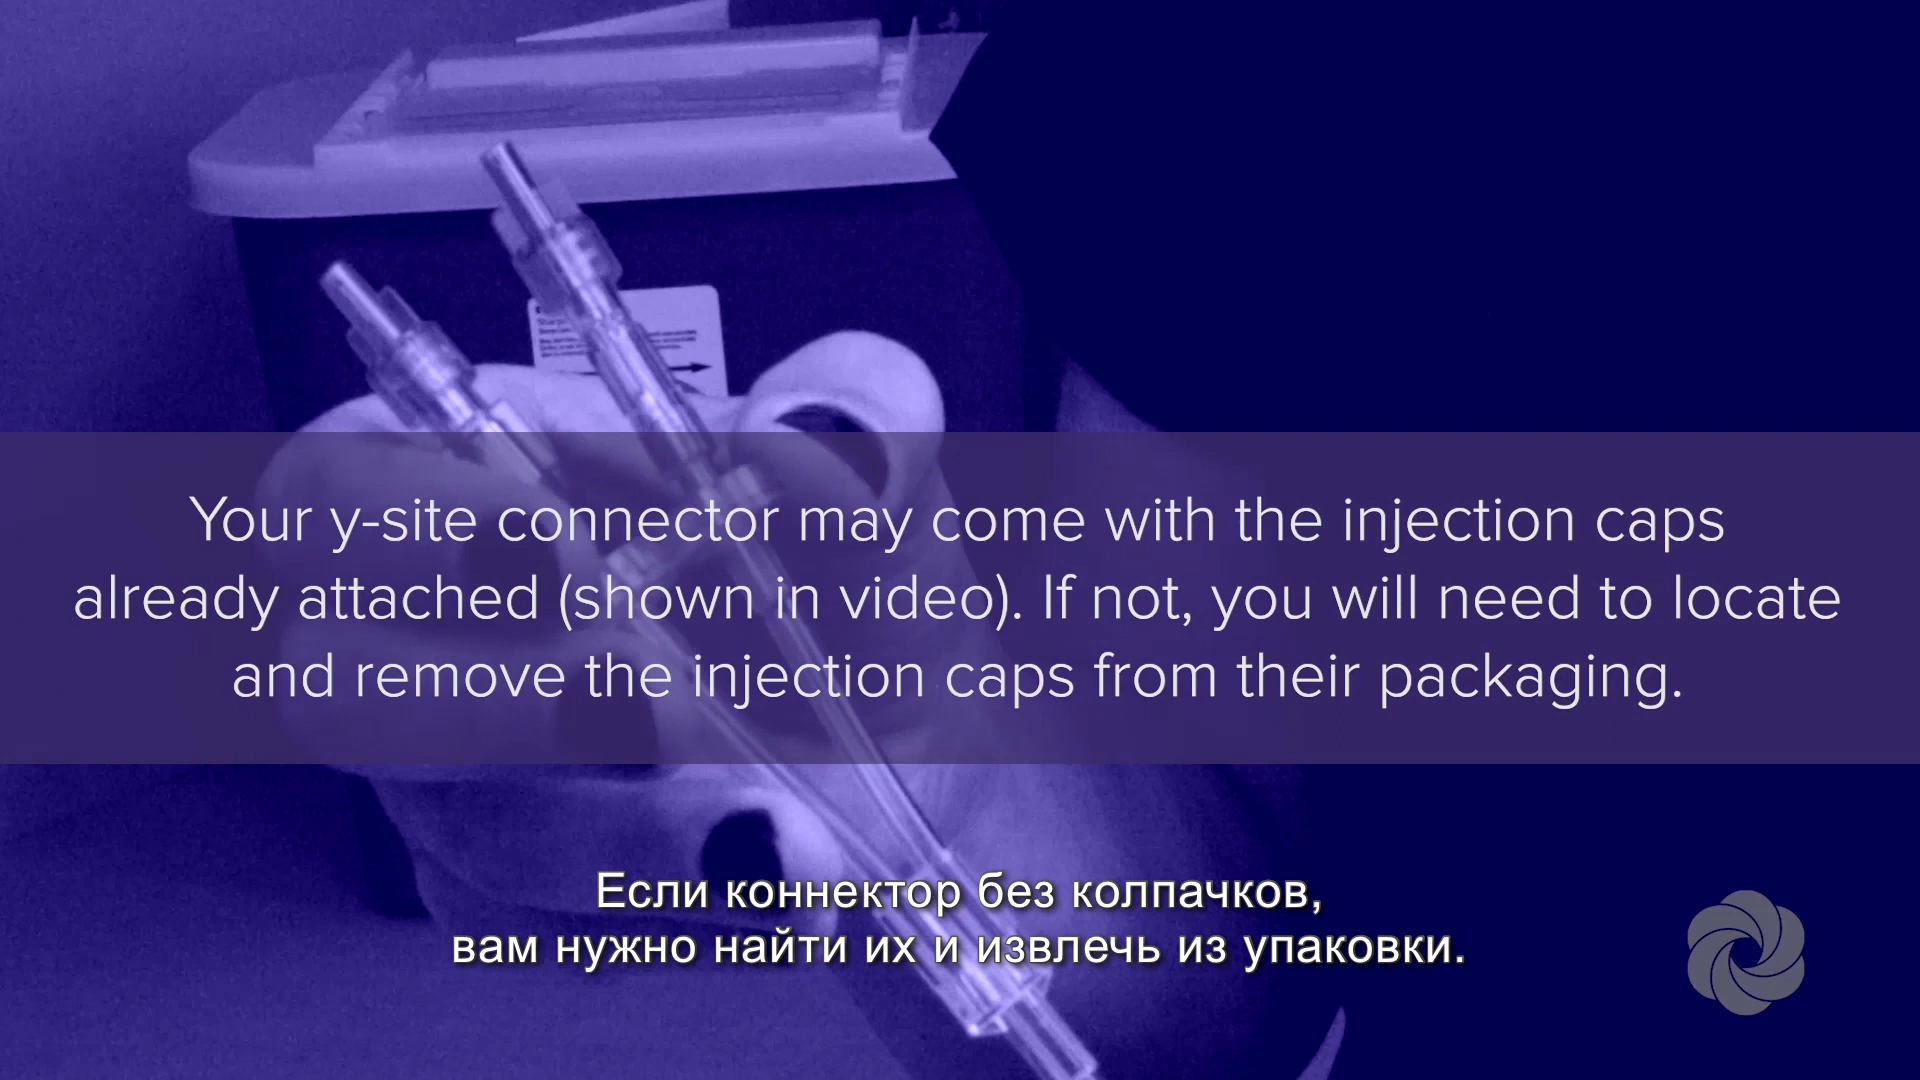 Your y-site connector may come with the injection caps
already attached (shown in video). If not, you will need to locate
and remove the injection caps from their packaging.
Если коннектор без колпачков,
вам нужно найти их и извлечь из упаковки.